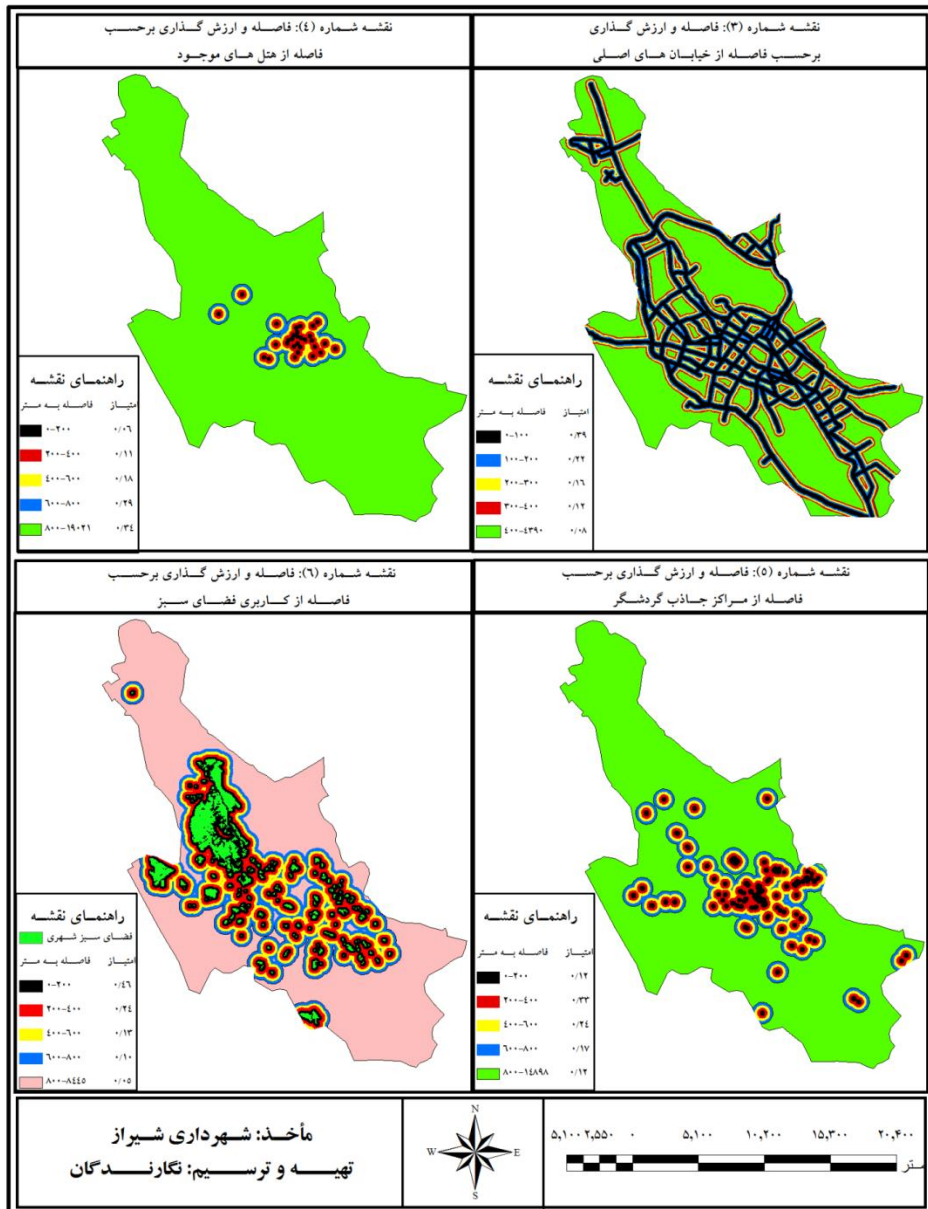 نقشه شماره (۳): فاصله و ارزش گذاری
برحسب فاصله از خیابان های اصلی
راهنمای نقشه
فاصله به متر امتیاز
۰-۱۰۰ ۰/۳۹
۱۰۰-۲۰۰ ۰/۲۲
۲۰۰-۳۰۰ ۰/۱۶
۳۰۰-۴۰۰ ۰/۱۲
۴۰۰-۴۳۹۰ ۰/۰۸
نقشه شماره (۴): فاصله و ارزش گذاری برحسب
فاصله از هتل های موجود
راهنمای نقشه
فاصله به متر امتیاز
۰-۲۰۰ ۰/۰۶
۲۰۰-۴۰۰ ۰/۱۱
۴۰۰-۶۰۰ ۰/۱۸
۶۰۰-۸۰۰ ۰/۲۹
۸۰۰-۱۹۰۲۱ ۰/۳۴
نقشه شماره (۵): فاصله و ارزش گذاری برحسب
فاصله از مراکز جاذب گردشگر
راهنمای نقشه
فاصله به متر امتیاز
۰-۲۰۰ ۰/۱۲
۲۰۰-۴۰۰ ۰/۳۳
۴۰۰-۶۰۰ ۰/۲۴
۶۰۰-۸۰۰ ۰/۱۷
۸۰۰-۱۴۸۹۸ ۰/۱۲
نقشه شماره (۶): فاصله و ارزش گذاری برحسب
فاصله از کاربری فضای سبز
راهنمای نقشه
فضای سبز شهری
فاصله به متر امتیاز
۰-۲۰۰ ۰/۴۶
۲۰۰-۴۰۰ ۰/۲۴
۴۰۰-۶۰۰ ۰/۱۳
۶۰۰-۸۰۰ ۰/۱۰
۸۰۰-۸۴۴۵ ۰/۰۵
مأخذ: شهرداری شیراز
تهیه و ترسیم: نگارندگان
N
W E
S
۵,۱۰۰ ۲,۵۵۰ ۰ ۵,۱۰۰ ۱۰,۲۰۰ ۱۵,۳۰۰ ۲۰,۴۰۰
متر